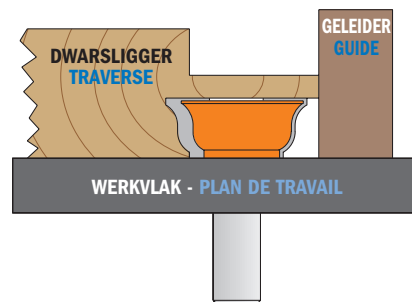 DWARSLIGGER
TRAVERSE
GELEIDER
GUIDE
WERKVLAK - PLAN DE TRAVAIL